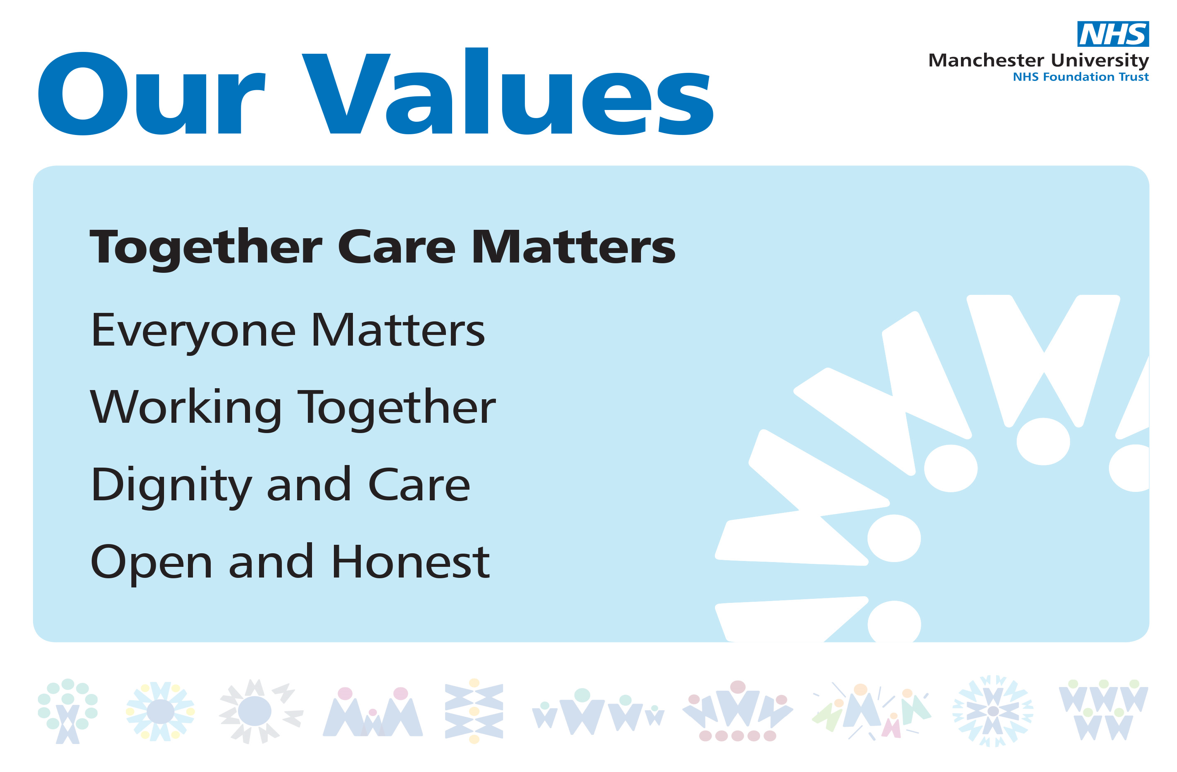 Our Values
NHS
Manchester University
NHS Foundation Trust
Together Care Matters
Everyone Matters
Working Together
Dignity and Care
Open and Honest